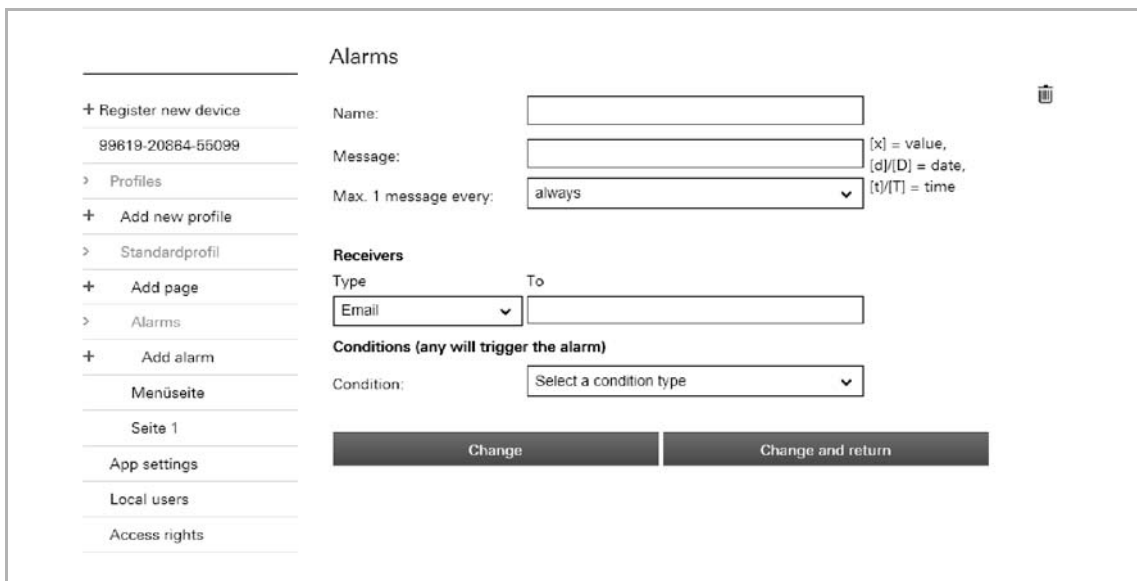 Alarms
+ Register new device
99619-20864-55099
> Profiles
+ Add new profile
> Standardprofil
+ Add page
> Alarms
+ Add alarm
Menüseite
Seite 1
App settings
Local users
Access rights
Name:
Message:
[x] = value,
[d]/[D] = date,
[t]/[T] = time
Max. 1 message every: always
Receivers
Type To
Email
Conditions (any will trigger the alarm)
Condition: Select a condition type
Change Change and return